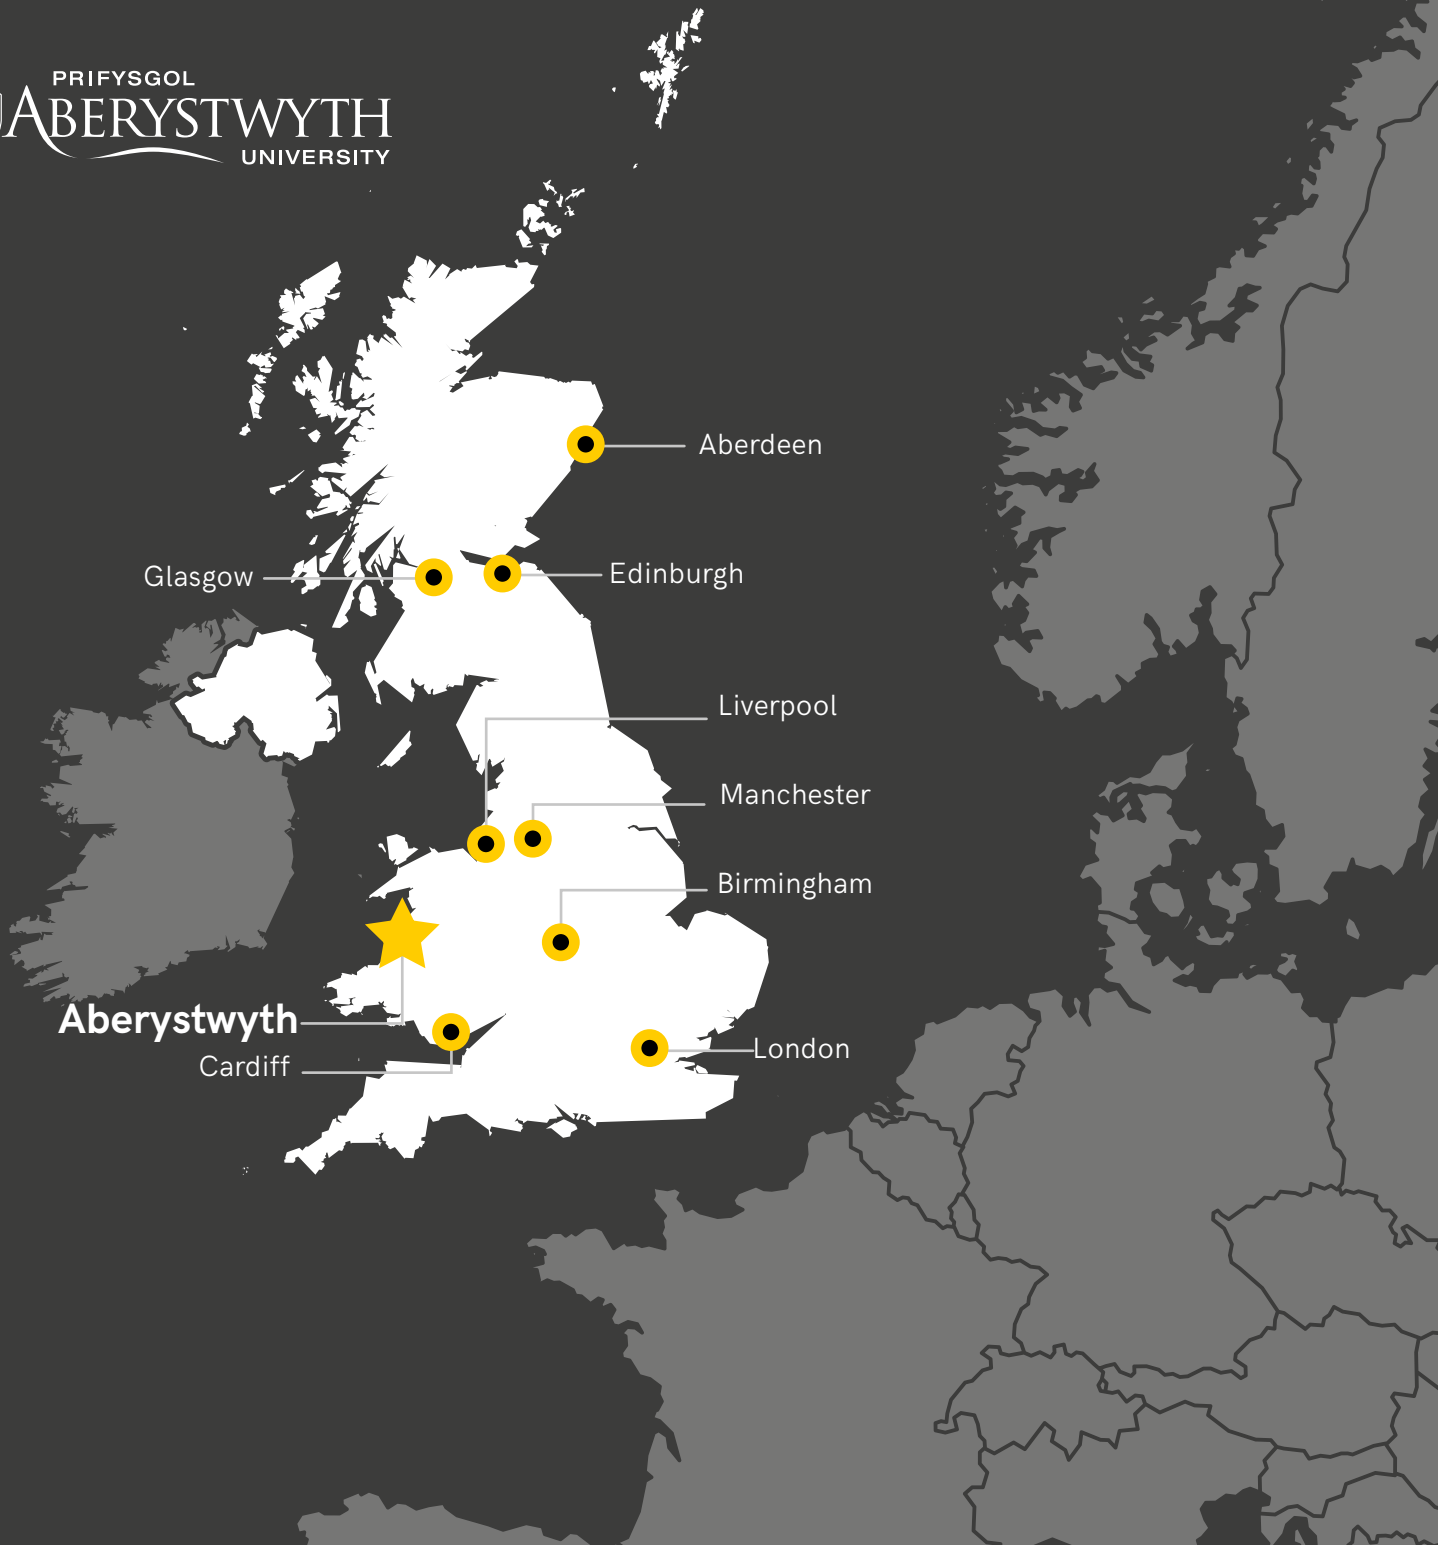 PRIFYSGOL
ABERYSTWYTH
UNIVERSITY
Aberdeen
Glasgow
Edinburgh
Liverpool
Manchester
Birmingham
Aberystwyth
Cardiff
London